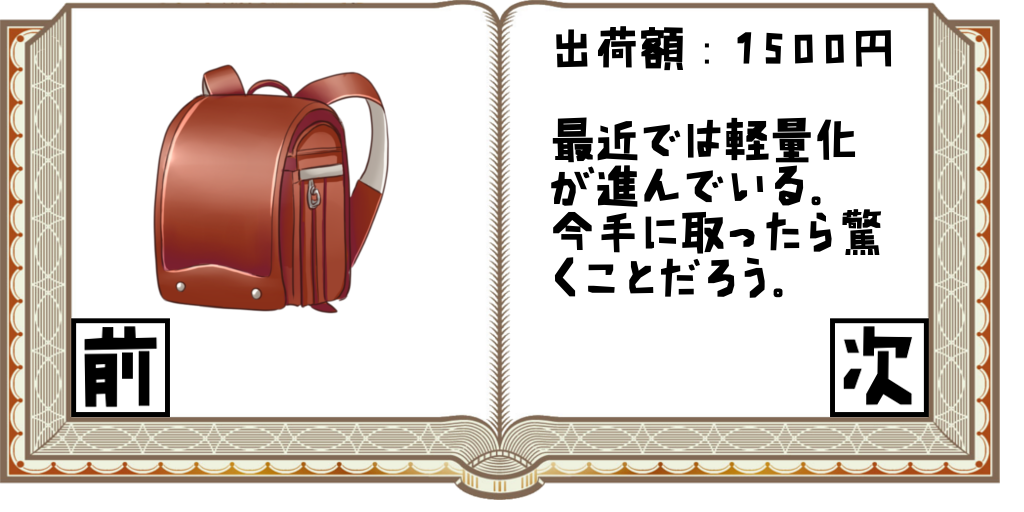 出荷額：1500円
最近では軽量化
が進んでいる。
今手に取ったら驚
くことだろう。
前
次